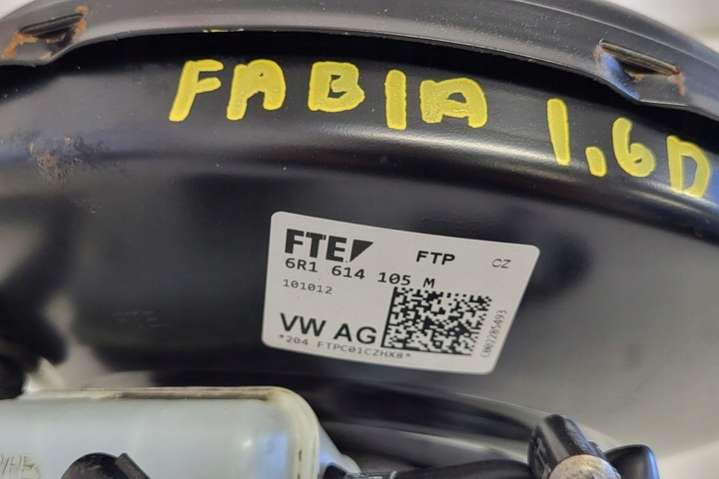 FABIA 1.6D
FTE FTP CZ
6R1 614 105 M
101012
VW AG
*204 FTPC01CZHX8*